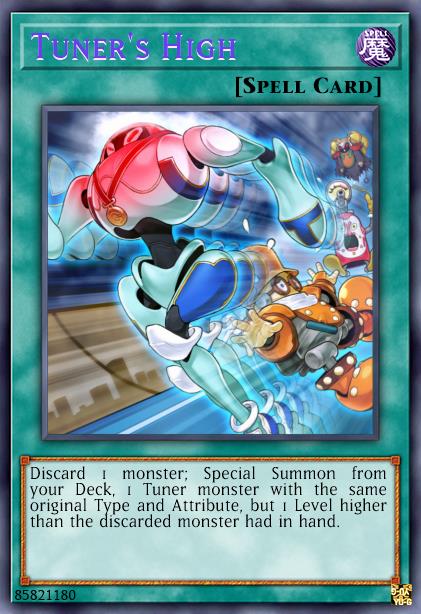 Tuner's High
SPELL
魔
[Spell Card]
Discard 1 monster; Special Summon from
your Deck, 1 Tuner monster with the same
original Type and Attribute, but 1 Level higher
than the discarded monster had in hand.
85821180